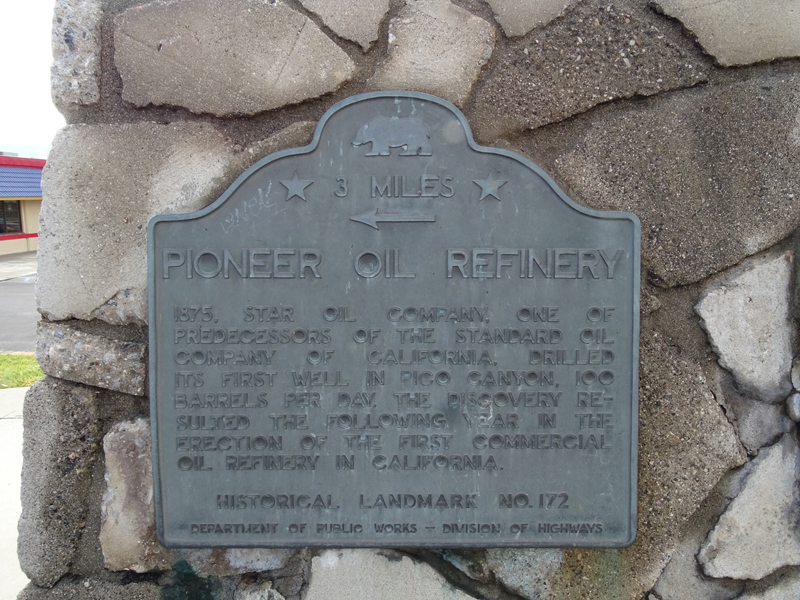 3 MILES
PIONEER OIL REFINERY
1875, STAR OIL COMPANY, ONE OF
PREDECESSORS OF THE STANDARD OIL
COMPANY OF CALIFORNIA, DRILLED
ITS FIRST WELL IN PICO CANYON, 100
BARRELS PER DAY. THE DISCOVERY RE-
SULTED THE FOLLOWING YEAR IN THE
ERECTION OF THE FIRST COMMERCIAL
OIL REFINERY IN CALIFORNIA.
HISTORICAL LANDMARK NO. 172
DEPARTMENT OF PUBLIC WORKS - DIVISION OF HIGHWAYS